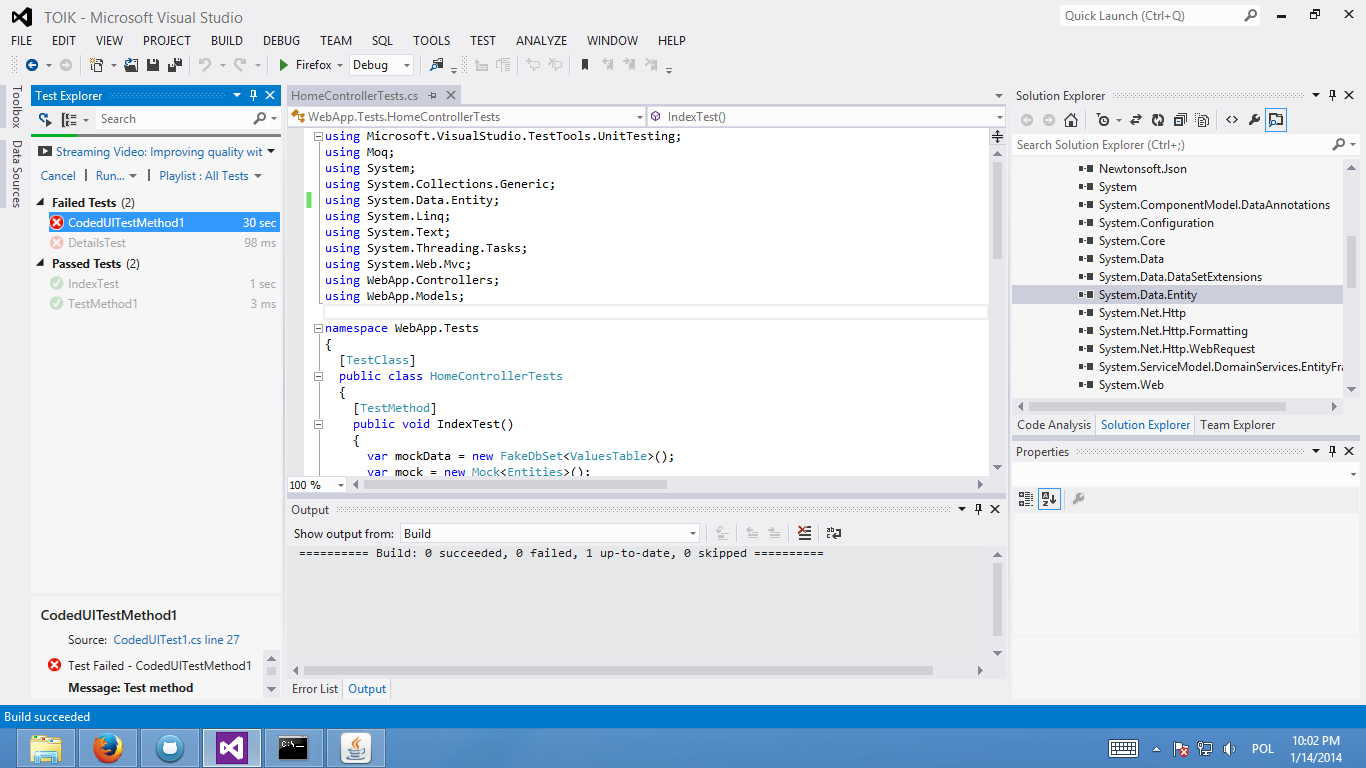 TOIK - Microsoft Visual Studio
Quick Launch (Ctrl+Q)
FILE EDIT VIEW PROJECT BUILD DEBUG TEAM SQL TOOLS TEST ANALYZE WINDOW HELP
Firefox Debug
Toolbox
Data Sources
Test Explorer
Search
Streaming Video: Improving quality wit
Cancel | Run... | Playlist : All Tests
Failed Tests (2)
CodedUITestMethod1 30 sec
DetailsTest 98 ms
Passed Tests (2)
IndexTest 1 sec
TestMethod1 3 ms
CodedUITestMethod1
Source: CodedUITest1.cs line 27
Test Failed - CodedUITestMethod1
Message: Test method
HomeControllerTests.cs
WebApp.Tests.HomeControllerTests IndexTest()
using Microsoft.VisualStudio.TestTools.UnitTesting;
using Moq;
using System;
using System.Collections.Generic;
using System.Data.Entity;
using System.Linq;
using System.Text;
using System.Threading.Tasks;
using System.Web.Mvc;
using WebApp.Controllers;
using WebApp.Models;
namespace WebApp.Tests
{
[TestClass]
public class HomeControllerTests
{
[TestMethod]
public void IndexTest()
{
var mockData = new FakeDbSet<ValuesTable>();
var mock = new Mock<Entities>();
100 %
Output
Show output from: Build
========== Build: 0 succeeded, 0 failed, 1 up-to-date, 0 skipped ==========
Error List Output
Solution Explorer
Search Solution Explorer (Ctrl+;)
Newtonsoft.Json
System
System.ComponentModel.DataAnnotations
System.Configuration
System.Core
System.Data
System.Data.DataSetExtensions
System.Data.Entity
System.Net.Http
System.Net.Http.Formatting
System.Net.Http.WebRequest
System.ServiceModel.DomainServices.EntityFra
System.Web
Code Analysis Solution Explorer Team Explorer
Properties
Build succeeded
C:\_
POL
10:02 PM
1/14/2014